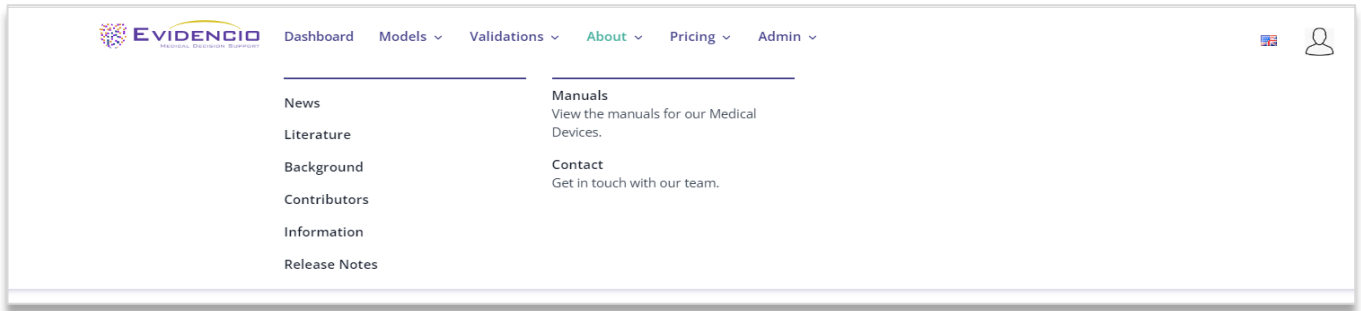 EVIDENCIO
MEDICAL DECISION SUPPORT
Dashboard Models Validations About Pricing Admin
News
Literature
Background
Contributors
Information
Release Notes
Manuals
View the manuals for our Medical
Devices.
Contact
Get in touch with our team.